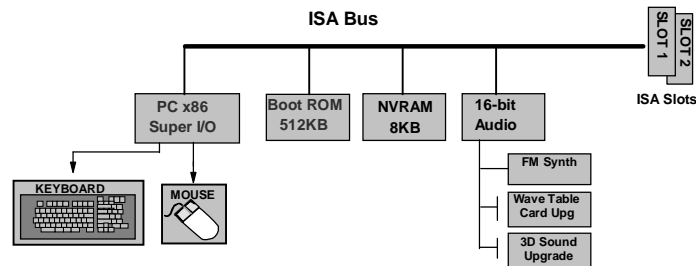 ISA Bus
SLOT 1
SLOT 2
ISA Slots
PC x86
Super I/O
Boot ROM
512KB
NVRAM
8KB
16-bit
Audio
FM Synth
Wave Table
Card Upg
3D Sound
Upgrade
KEYBOARD
MOUSE